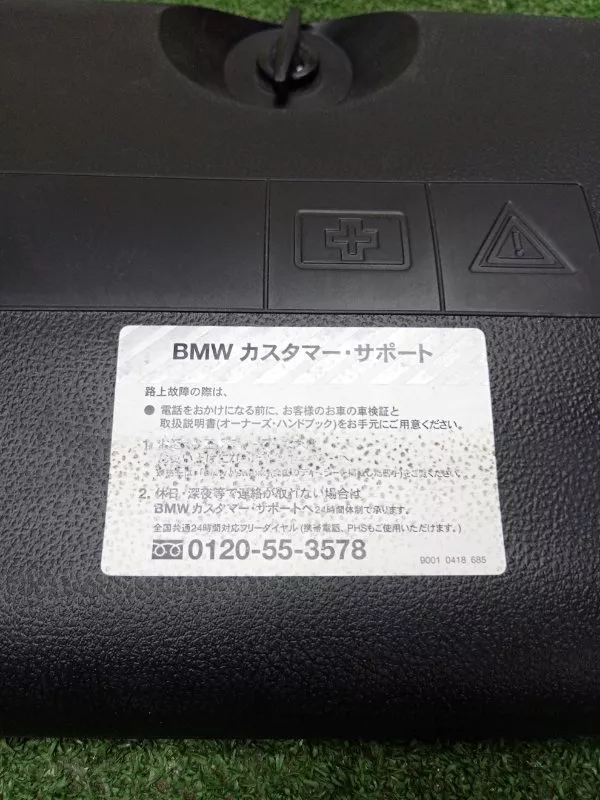 BMW カスタマー・サポート
路上故障の際は、
● 電話をおかけになる前に、お客様のお車の車検証と
取扱説明書(オーナーズ・ハンドブック)をお手元にご用意ください。
1.
ご覧ください。
2. 休日・深夜等で連絡が取れない場合は
BMW カスタマー・サポートへ24時間体制で承ります。
全国共通24時間対応フリーダイヤル(携帯電話、PHSもご使用いただけます。)
0120-55-3578
9001 0418 685